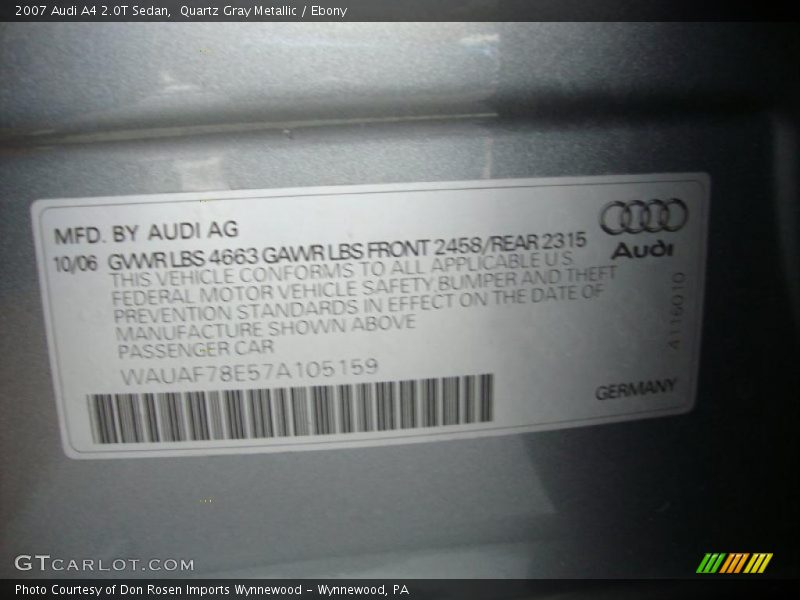 2007 Audi A4 2.0T Sedan,  Quartz Gray Metallic / Ebony
MFD. BY AUDI AG
10/06 GVWR LBS 4663 GAWR LBS FRONT 2458/REAR 2315
Audi
THIS VEHICLE CONFORMS TO ALL APPLICABLE U S
FEDERAL MOTOR VEHICLE SAFETY, BUMPER AND THEFT
PREVENTION STANDARDS IN EFFECT ON THE DATE OF
MANUFACTURE SHOWN ABOVE
PASSENGER CAR
WAUAF78E57A105159
4116010
GERMANY
GTCARLOT.COM
Photo Courtesy of Don Rosen Imports Wynnewood – Wynnewood, PA